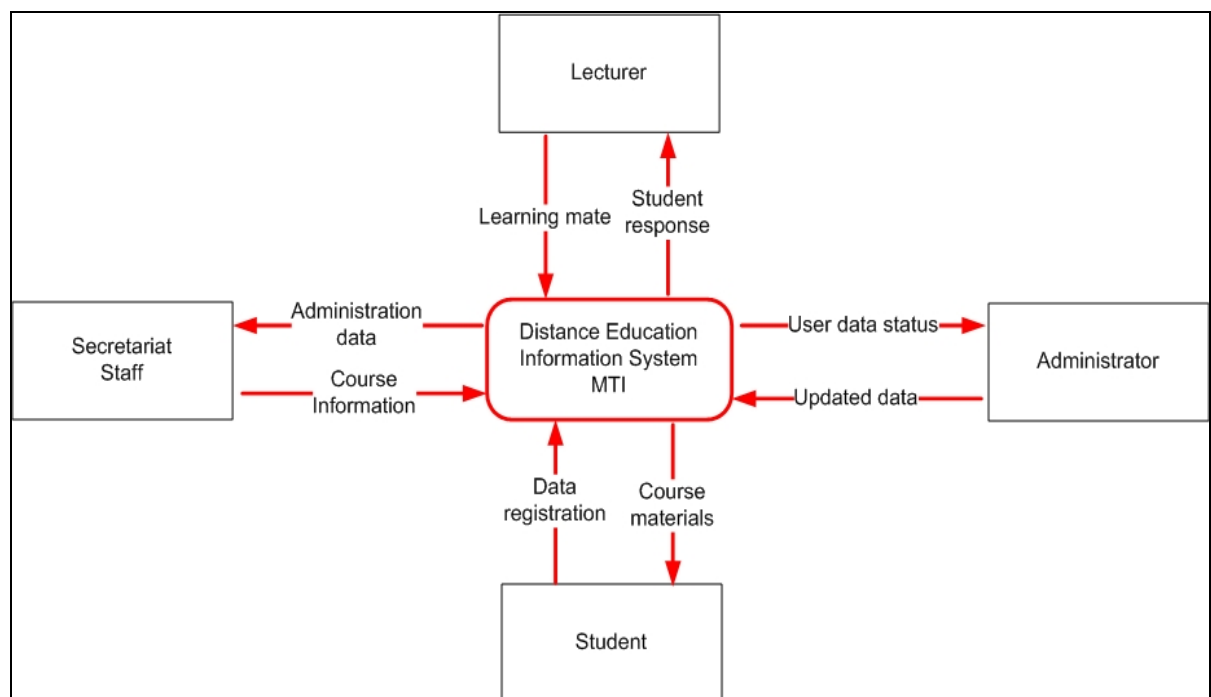 Lecturer
Learning mate
Student
response
Administration
data
Secretariat
Staff
Course
Information
Distance Education
Information System
MTI
User data status
Updated data
Administrator
Data
registration
Course
materials
Student